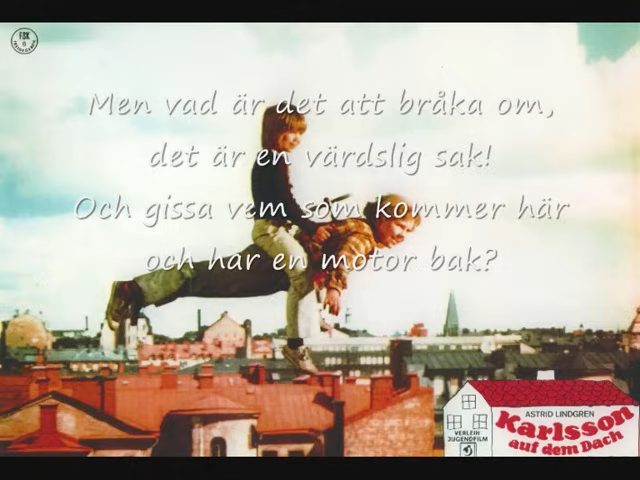 Men vad är det att bråka om,
det är en värdslig sak!
Och gissa vem som kommer här
och har en motor bak?
ASTRID LINDGREN
Karlsson
auf dem Dach
VERLEIH
JUGENDFILM